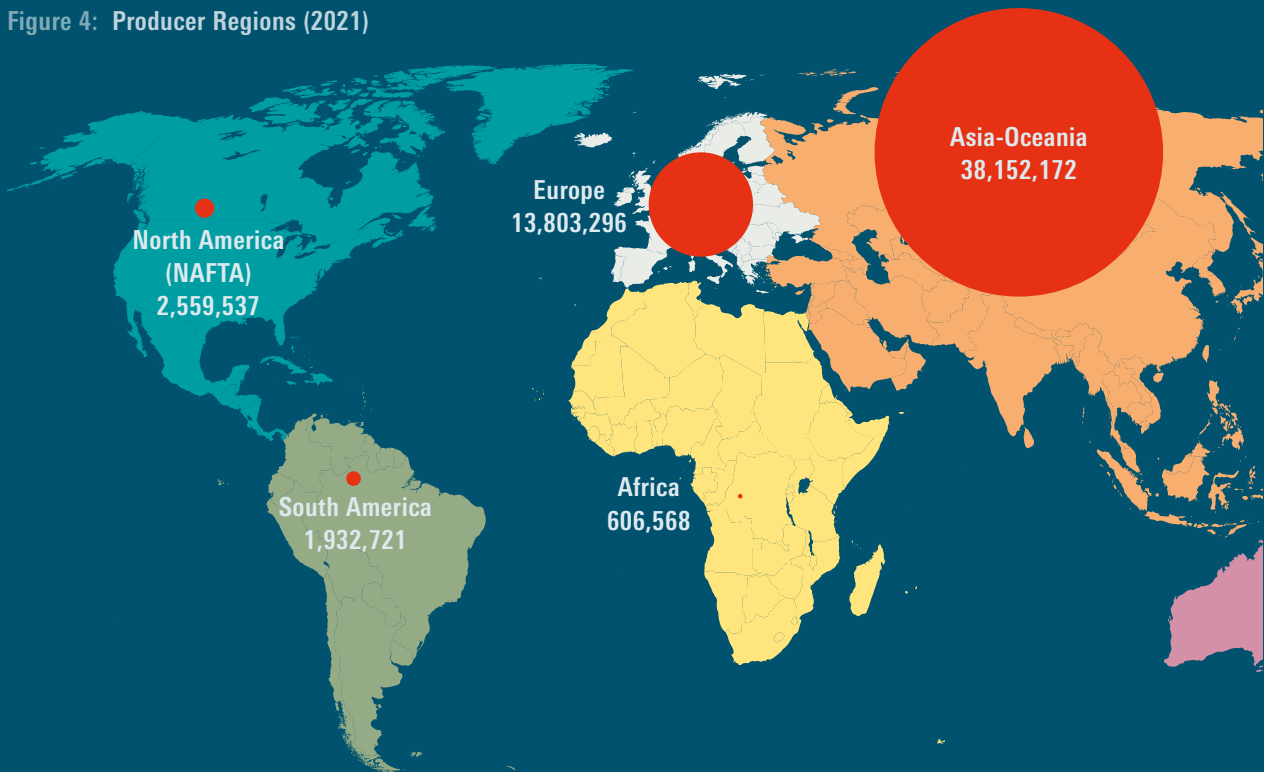 Figure 4: Producer Regions (2021)
Asia-Oceania
38,152,172
Europe
13,803,296
North America
(NAFTA)
2,559,537
South America
1,932,721
Africa
606,568